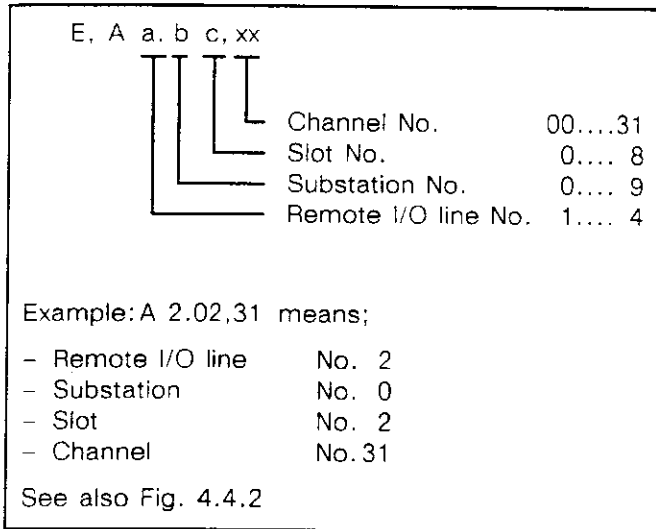 E, A a. b c, xx
Channel No. 00....31
Slot No. 0.... 8
Substation No. 0.... 9
Remote I/O line No. 1.... 4
Example: A 2.02,31 means;
– Remote I/O line No. 2
– Substation No. 0
– Slot No. 2
– Channel No. 31
See also Fig. 4.4.2